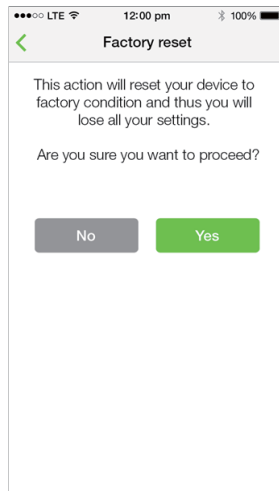 LTE 12:00 pm 100%
Factory reset
This action will reset your device to
factory condition and thus you will
lose all your settings.
Are you sure you want to proceed?
No Yes